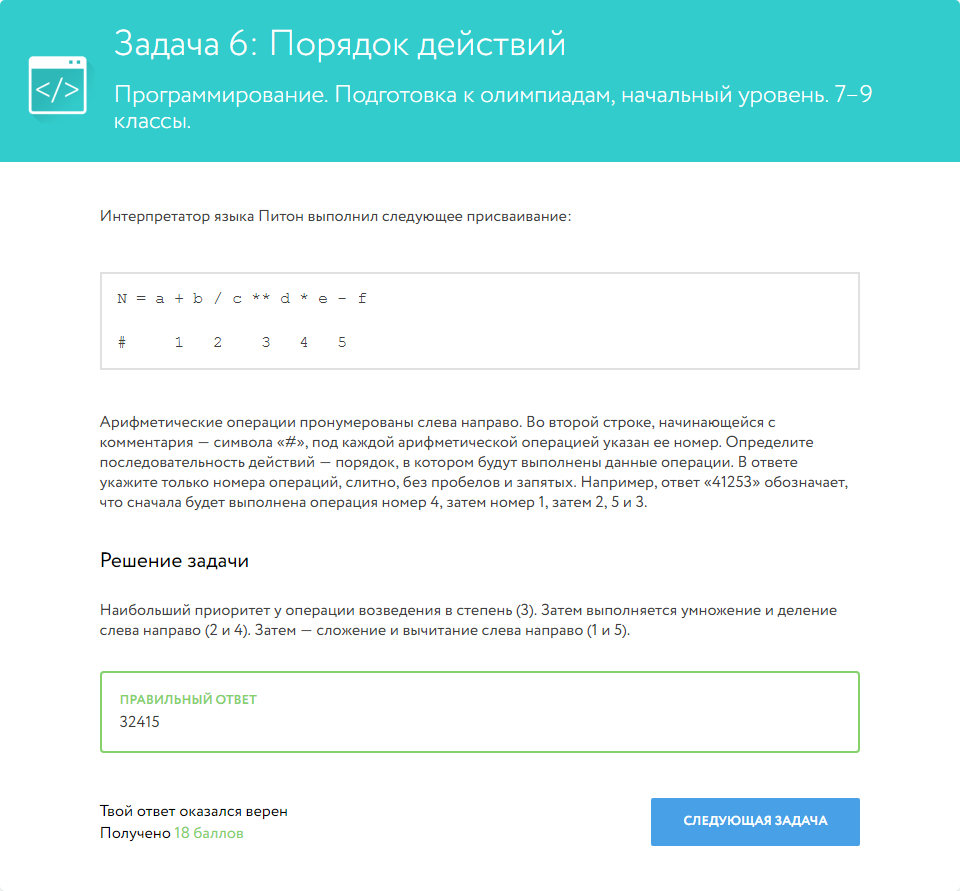 Задача 6: Порядок действий
</>
Программирование. Подготовка к олимпиадам, начальный уровень. 7–9
классы.
Интерпретатор языка Питон выполнил следующее присваивание:
N = a + b / c ** d * e - f
#     1   2    3   4   5
Арифметические операции пронумерованы слева направо. Во второй строке, начинающейся с
комментария — символа «#», под каждой арифметической операцией указан ее номер. Определите
последовательность действий — порядок, в котором будут выполнены данные операции. В ответе
укажите только номера операций, слитно, без пробелов и запятых. Например, ответ «41253» обозначает,
что сначала будет выполнена операция номер 4, затем номер 1, затем 2, 5 и 3.
Решение задачи
Наибольший приоритет у операции возведения в степень (3). Затем выполняется умножение и деление
слева направо (2 и 4). Затем — сложение и вычитание слева направо (1 и 5).
ПРАВИЛЬНЫЙ ОТВЕТ
32415
Твой ответ оказался верен
Получено 18 баллов
СЛЕДУЮЩАЯ ЗАДАЧА